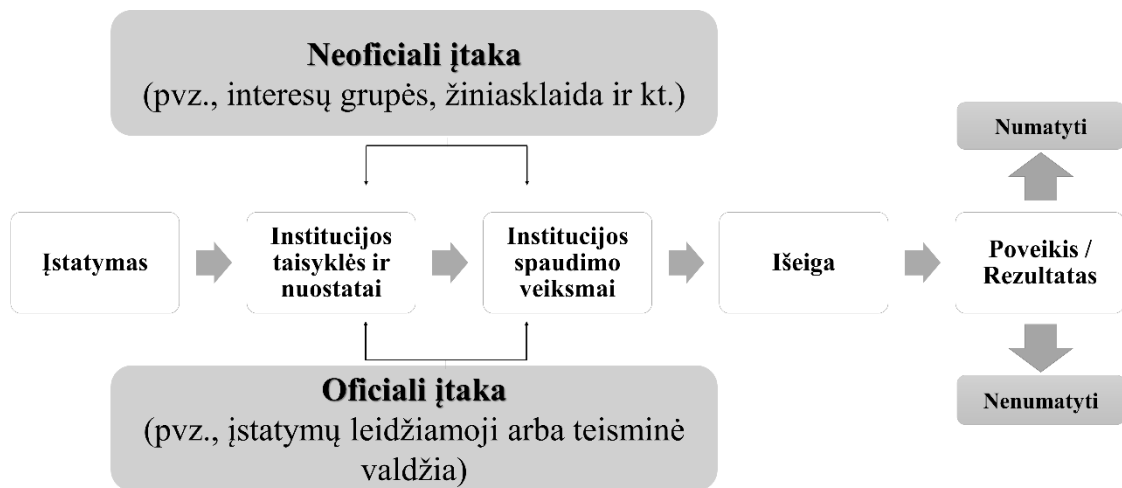 Neoficiali įtaka
(pvz., interesų grupės, žiniasklaida ir kt.)
Numatyti
Įstatymas
Institucijos
taisyklės ir
nuostatai
Institucijos
spaudimo
veiksmai
Išeiga
Poveikis /
Rezultatas
Oficiali įtaka
(pvz., įstatymų leidžiamoji arba teisminė
valdžia)
Nenumatyti